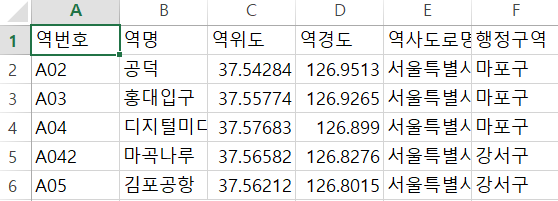 A B C D E F
1 역번호 역명 역위도 역경도 역사도로명 행정구역
2 A02 공덕 37.54284 126.9513 서울특별시 마포구
3 A03 홍대입구 37.55774 126.9265 서울특별시 마포구
4 A04 디지털미디 37.57683 126.899 서울특별시 마포구
5 A042 마곡나루 37.56582 126.8276 서울특별시 강서구
6 A05 김포공항 37.56212 126.8015 서울특별시 강서구